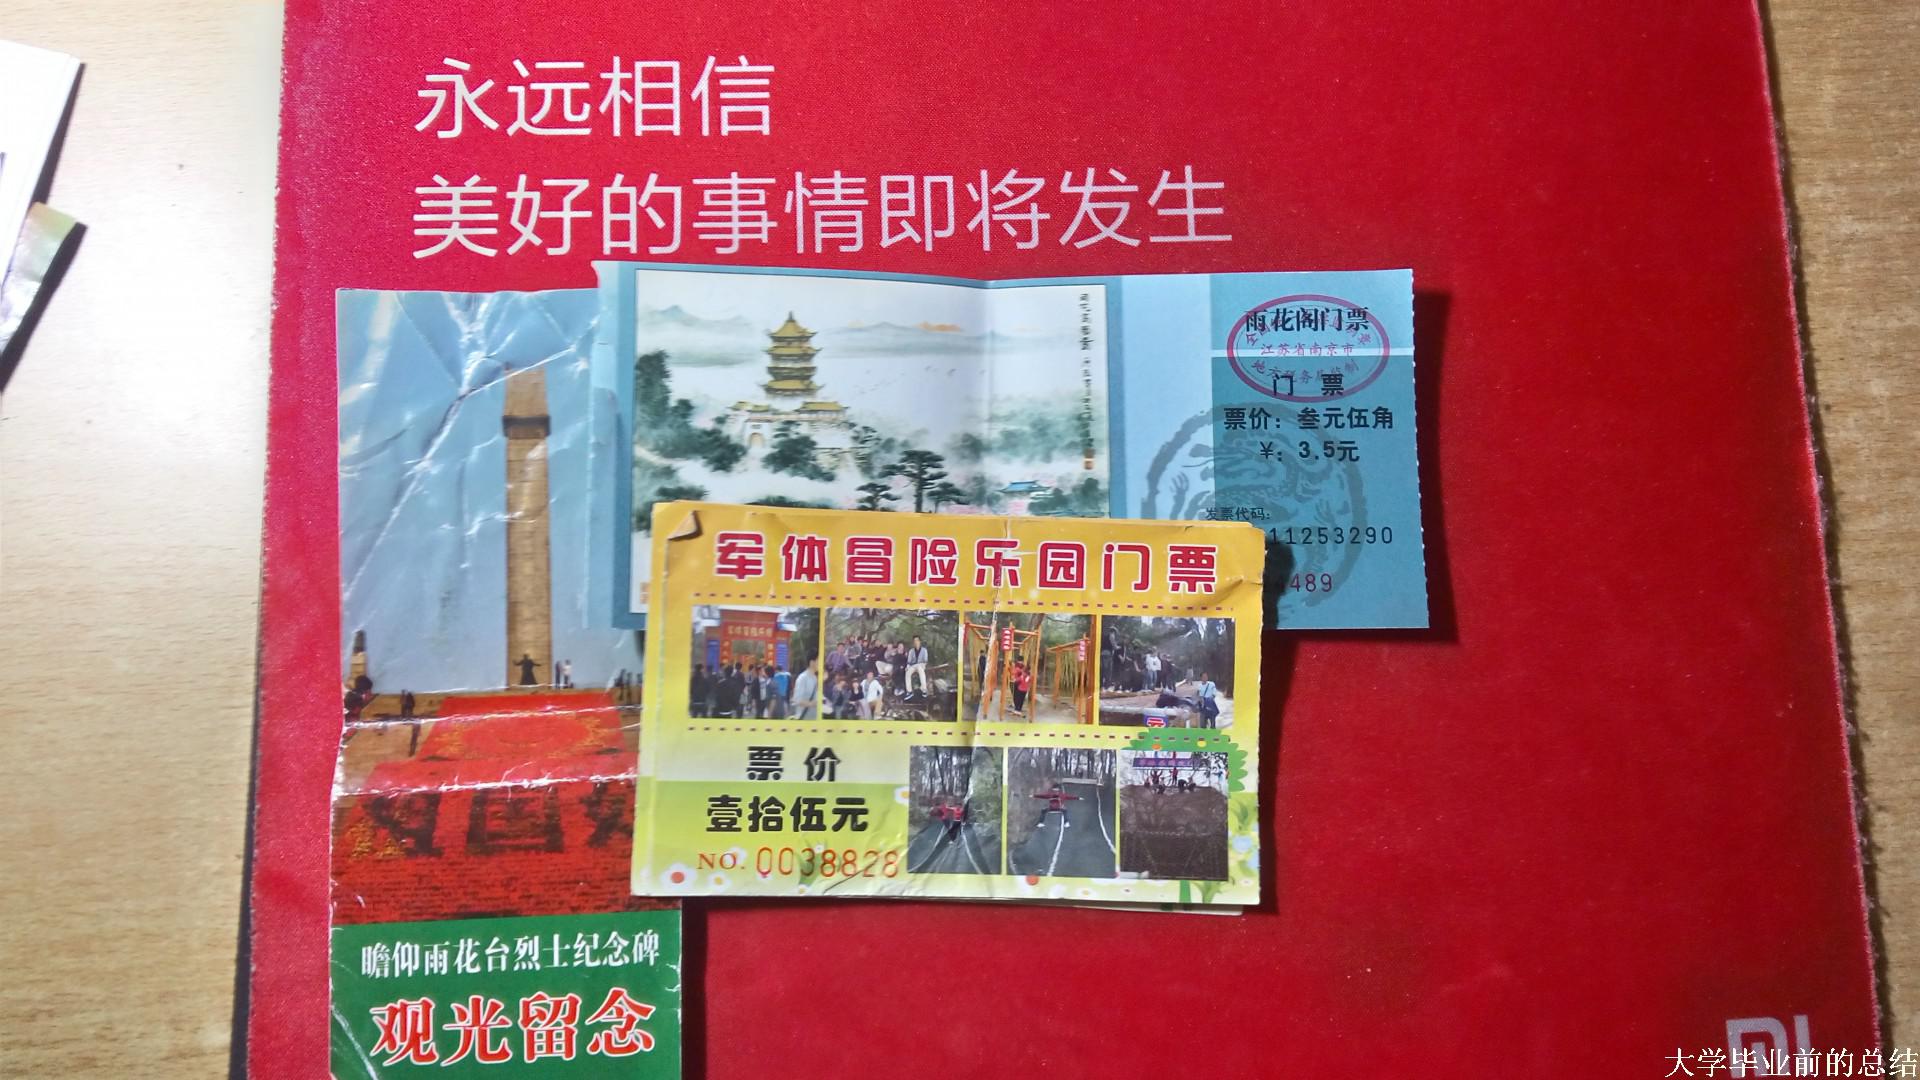 永远相信
美好的事情即将发生
雨花阁门票
江苏省南京市
门 票
票价：叁元伍角
¥：3.5元
发票代码：
11253290
489
军体冒险乐园门票
票价
壹拾伍元
NO. 0038828
瞻仰雨花台烈士纪念碑
观光留念
大学毕业前的总结